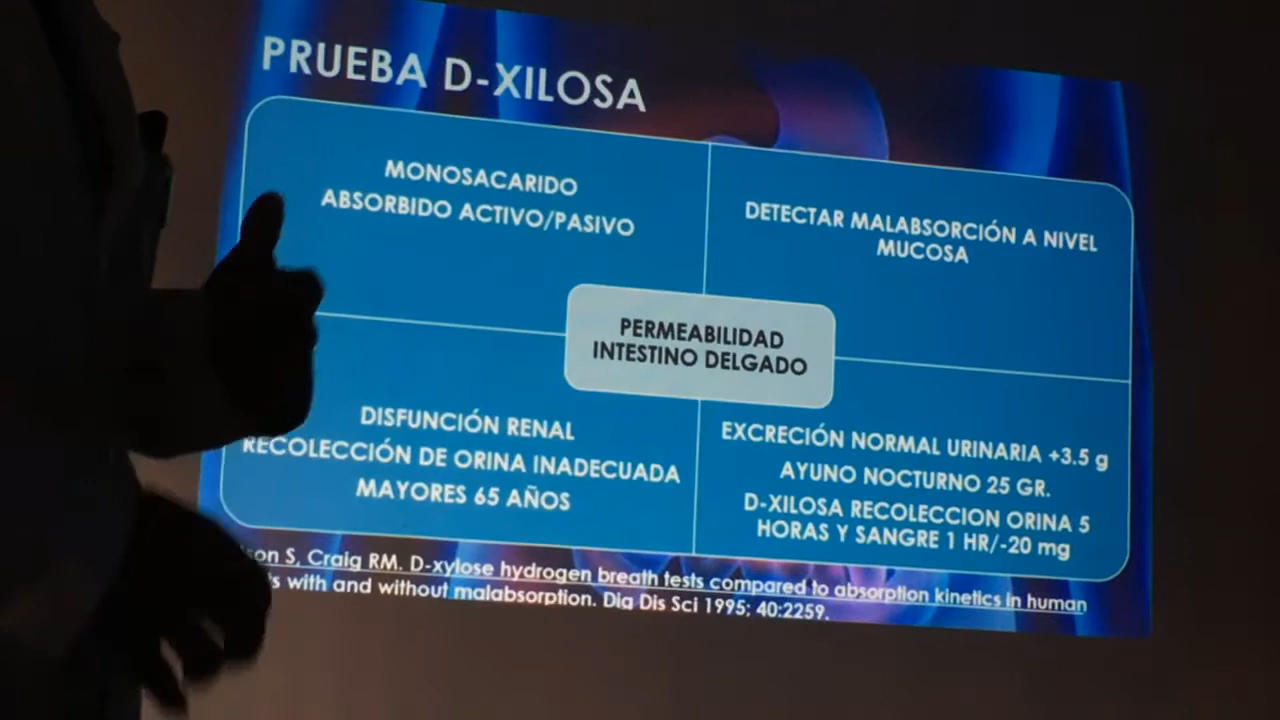 PRUEBA D-XILOSA
MONOSACARIDO
ABSORBIDO ACTIVO/PASIVO
DETECTAR MALABSORCIÓN A NIVEL
MUCOSA
PERMEABILIDAD
INTESTINO DELGADO
DISFUNCIÓN RENAL
RECOLECCIÓN DE ORINA INADECUADA
MAYORES 65 AÑOS
EXCRECIÓN NORMAL URINARIA +3.5 g
AYUNO NOCTURNO 25 GR.
D-XILOSA RECOLECCION ORINA 5
HORAS Y SANGRE 1 HR/-20 mg
S, Craig RM. D-xylose hydrogen breath tests compared to absorption kinetics in human
with and without malabsorption. Dig Dis Sci 1995; 40:2259.